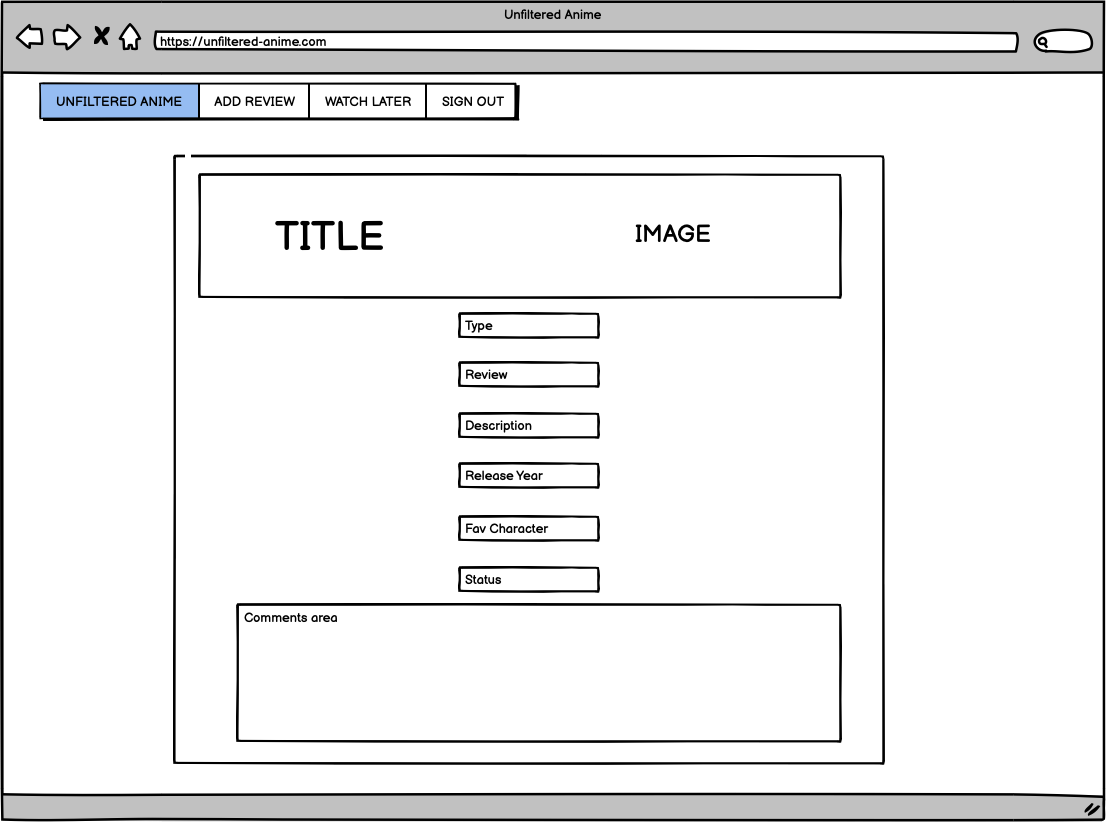 Unfiltered Anime
https://unfiltered-anime.com
UNFILTERED ANIME ADD REVIEW WATCH LATER SIGN OUT
TITLE IMAGE
Type
Review
Description
Release Year
Fav Character
Status
Comments area